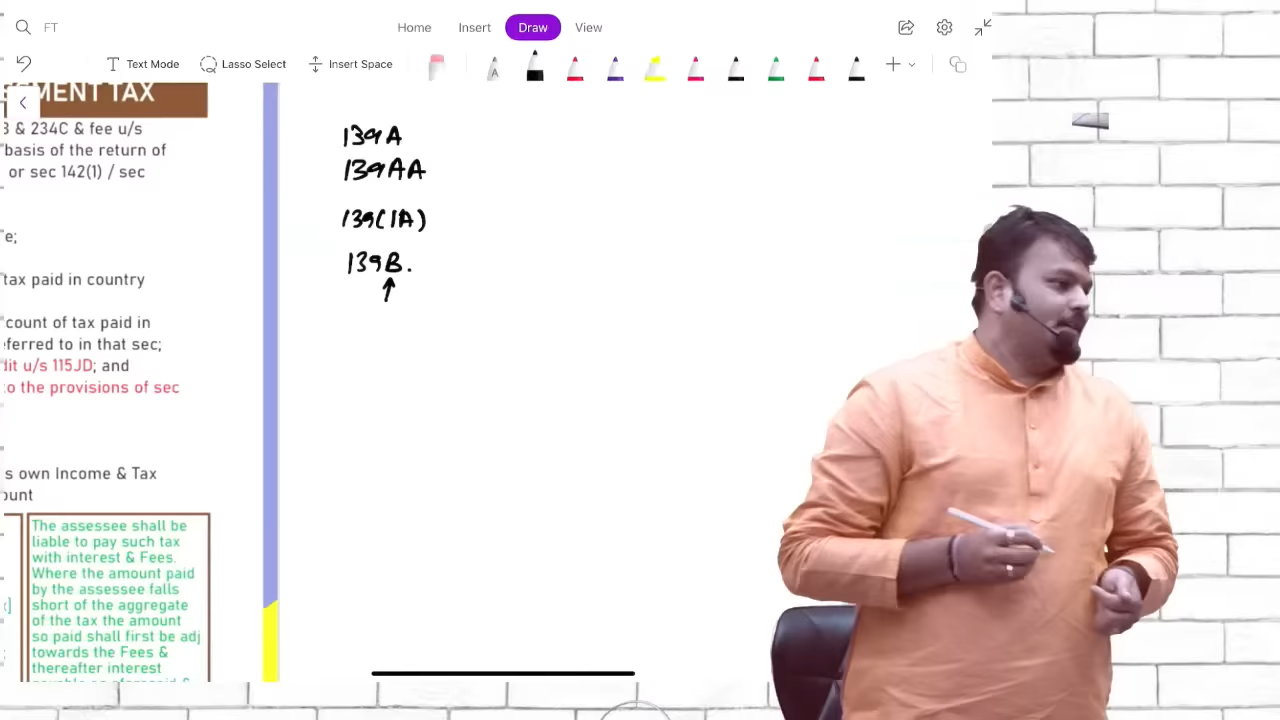 FT
Home Insert Draw View
Text Mode Lasso Select Insert Space
A
MENT TAX
& 234C & fee u/s
basis of the return of
or sec 142(1) / sec
e;
tax paid in country
count of tax paid in
eferred to in that sec;
dit u/s 115JD; and
to the provisions of sec
s own Income & Tax
ount
The assessee shall be
liable to pay such tax
with interest & Fees.
Where the amount paid
by the assessee falls
short of the aggregate
of the tax the amount
so paid shall first be adj
towards the Fees &
thereafter interest
139A
139AA
139(1A)
139B.